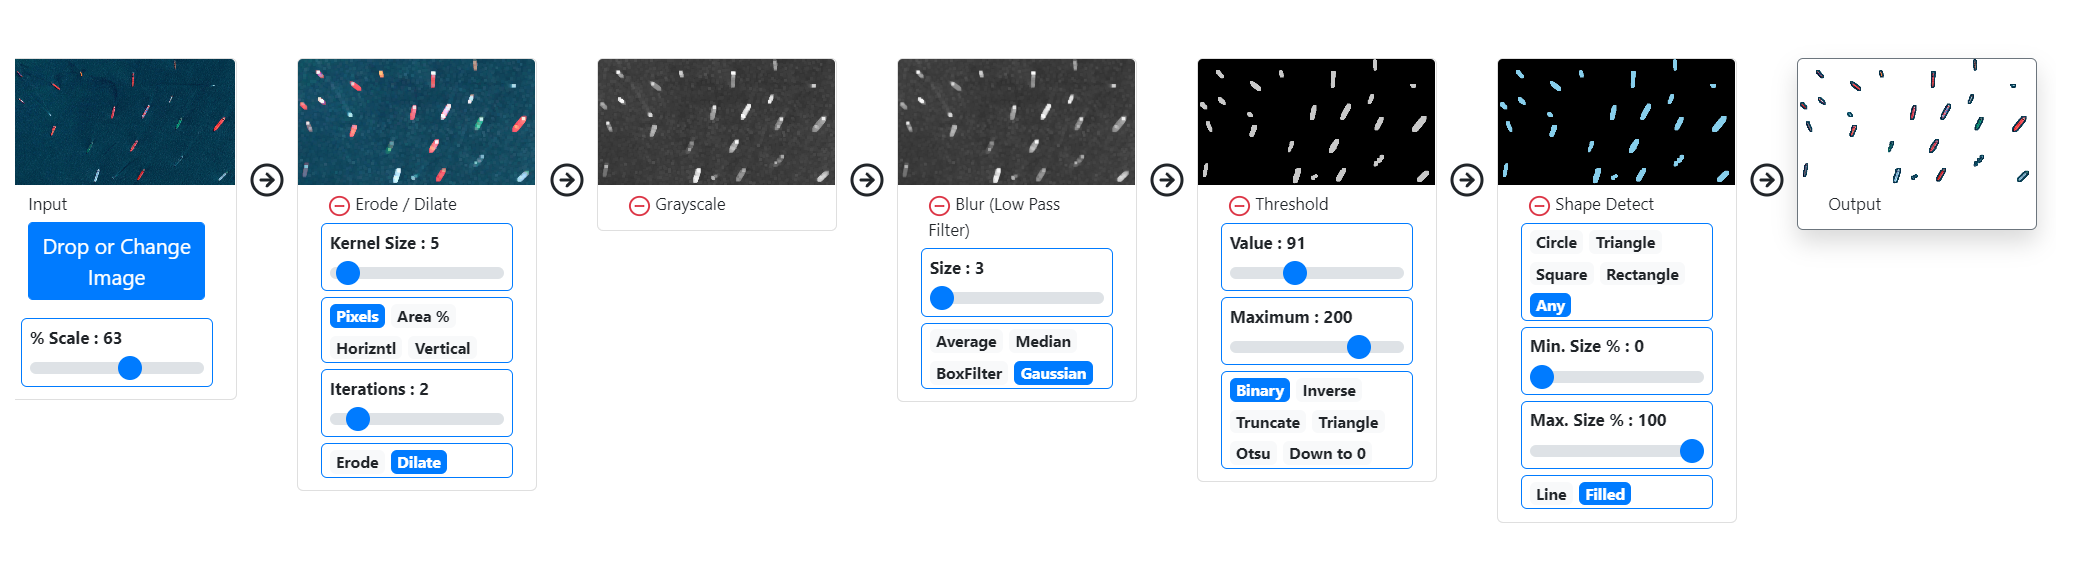 Input
Drop or Change
Image
% Scale : 63
Erode / Dilate
Kernel Size : 5
Pixels Area %
Horizntl Vertical
Iterations : 2
Erode Dilate
Grayscale
Blur (Low Pass
Filter)
Size : 3
Average Median
BoxFilter Gaussian
Threshold
Value : 91
Maximum : 200
Binary Inverse
Truncate Triangle
Otsu Down to 0
Shape Detect
Circle Triangle
Square Rectangle
Any
Min. Size % : 0
Max. Size % : 100
Line Filled
Output